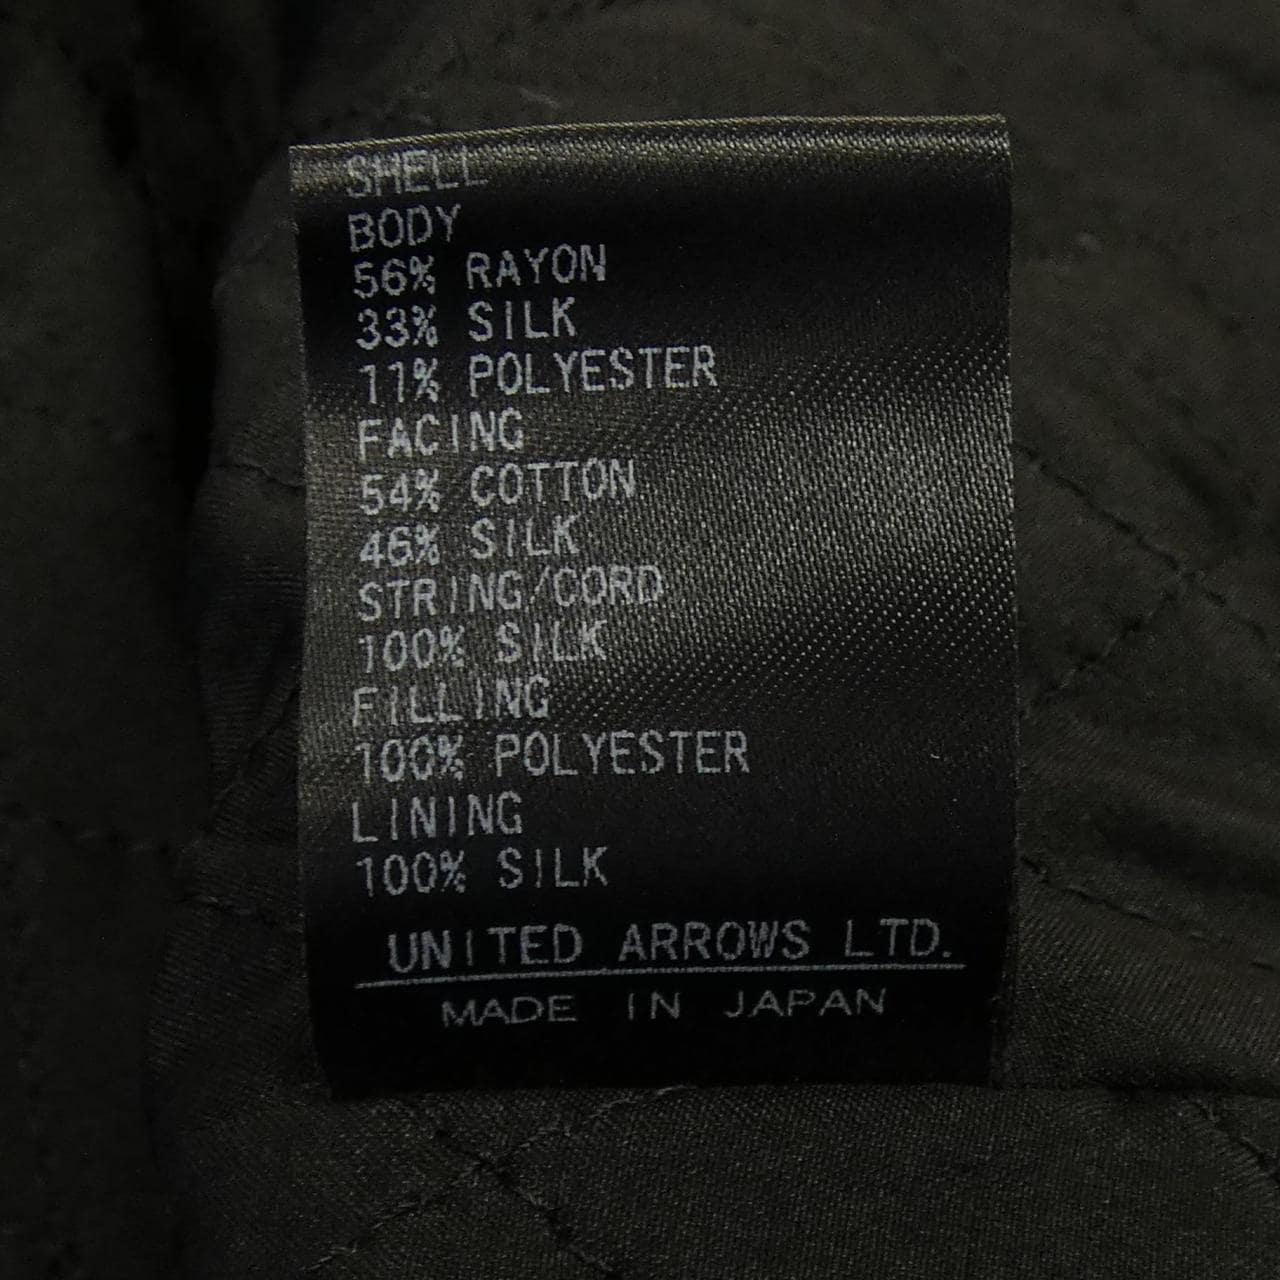 SHELL
BODY
56% RAYON
33% SILK
11% POLYESTER
FACING
54% COTTON
46% SILK
STRING/CORD
100% SILK
FILLING
100% POLYESTER
LINING
100% SILK
UNITED ARROWS LTD.
MADE IN JAPAN